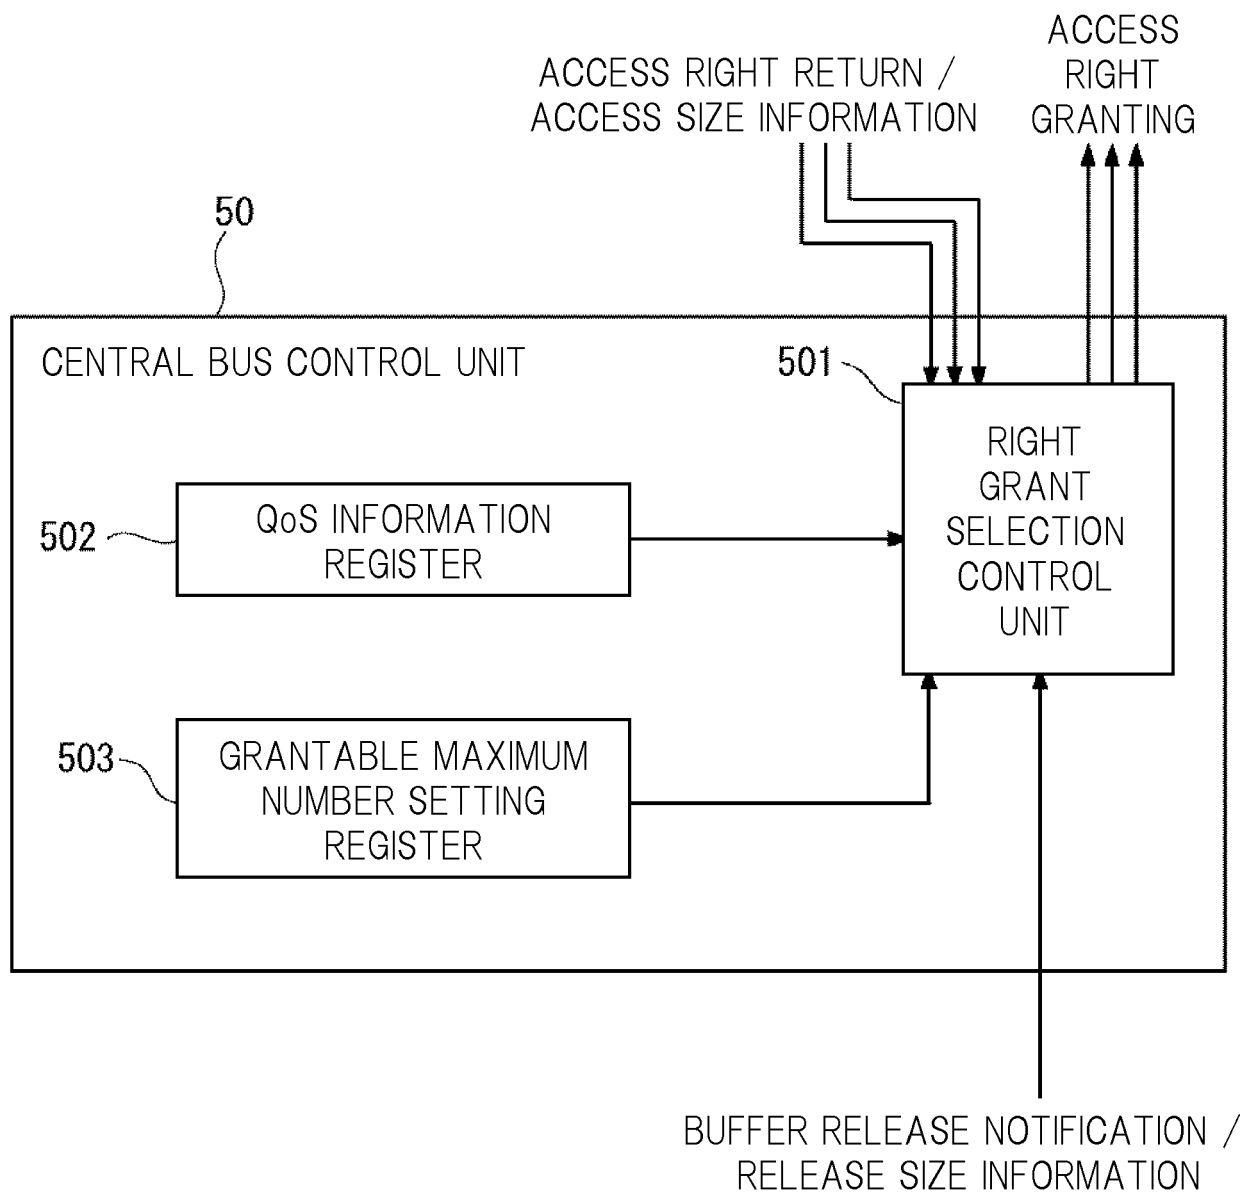 ACCESS
RIGHT
GRANTING
ACCESS RIGHT RETURN /
ACCESS SIZE INFORMATION
50
CENTRAL BUS CONTROL UNIT
501
RIGHT
GRANT
SELECTION
CONTROL
UNIT
502
QoS INFORMATION
REGISTER
503
GRANTABLE MAXIMUM
NUMBER SETTING
REGISTER
BUFFER RELEASE NOTIFICATION /
RELEASE SIZE INFORMATION